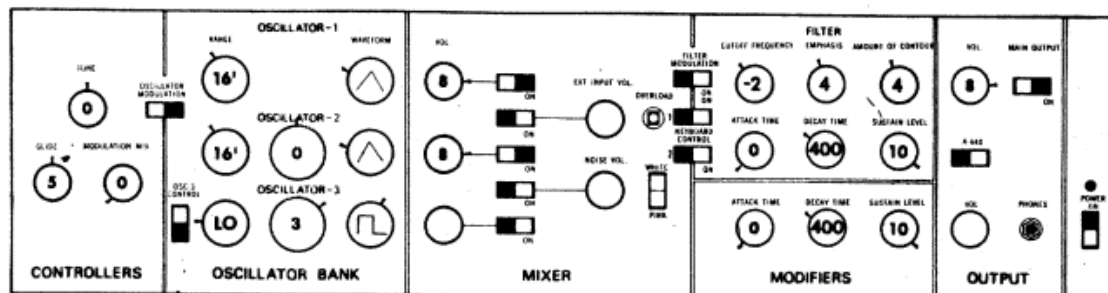 TUNE
0
OSCILLATOR MODULATION
GLIDE
5
MODULATION MIX
0
CONTROLLERS
OSCILLATOR-1
RANGE
WAVEFORM
16'
OSCILLATOR-2
16'
0
OSCILLATOR-3
OSC. 3 CONTROL
LO
3
OSCILLATOR BANK
VOL.
8
ON
EXT INPUT VOL.
OVERLOAD
ON
8
ON
NOISE VOL.
WHITE
ON
PINK
ON
MIXER
FILTER
FILTER MODULATION
CUTOFF FREQUENCY
EMPHASIS
AMOUNT OF CONTOUR
-2
4
4
ON
ON
1
KEYBOARD CONTROL
2
ON
ATTACK TIME
DECAY TIME
SUSTAIN LEVEL
0
400
10
ATTACK TIME
DECAY TIME
SUSTAIN LEVEL
0
400
10
MODIFIERS
VOL.
MAIN OUTPUT
8
ON
A-440
VOL
PHONES
OUTPUT
POWER
ON